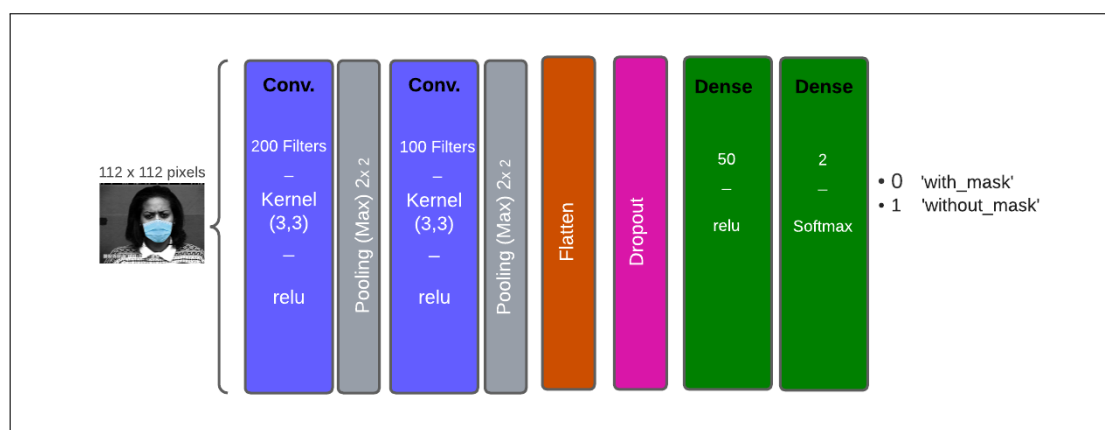 112 x 112 pixels
Conv.
200 Filters
–
Kernel
(3,3)
–
relu
Pooling (Max) 2x 2
Conv.
100 Filters
–
Kernel
(3,3)
–
relu
Pooling (Max) 2x 2
Flatten
Dropout
Dense
50
–
relu
Dense
2
–
Softmax
• 0 'with_mask'
• 1 'without_mask'